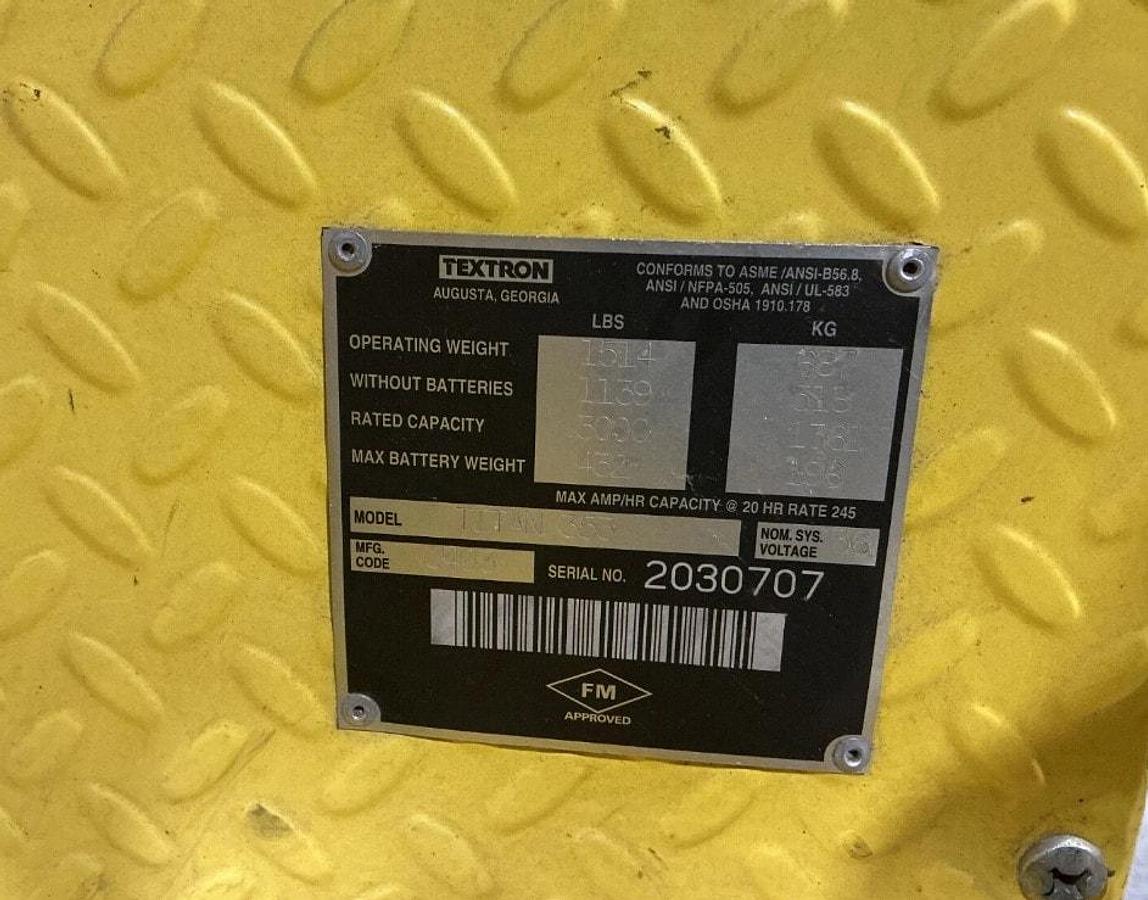 TEXTRON
AUGUSTA, GEORGIA
CONFORMS TO ASME /ANSI-B56.8,
ANSI / NFPA-505, ANSI / UL-583
AND OSHA 1910.178
LBS KG
OPERATING WEIGHT 1514
WITHOUT BATTERIES 1139
RATED CAPACITY 3000 1361
MAX BATTERY WEIGHT
MAX AMP/HR CAPACITY @ 20 HR RATE 245
MODEL TITAN
NOM. SYS.
VOLTAGE 36
MFG.
CODE
SERIAL NO. 2030707
FM
APPROVED